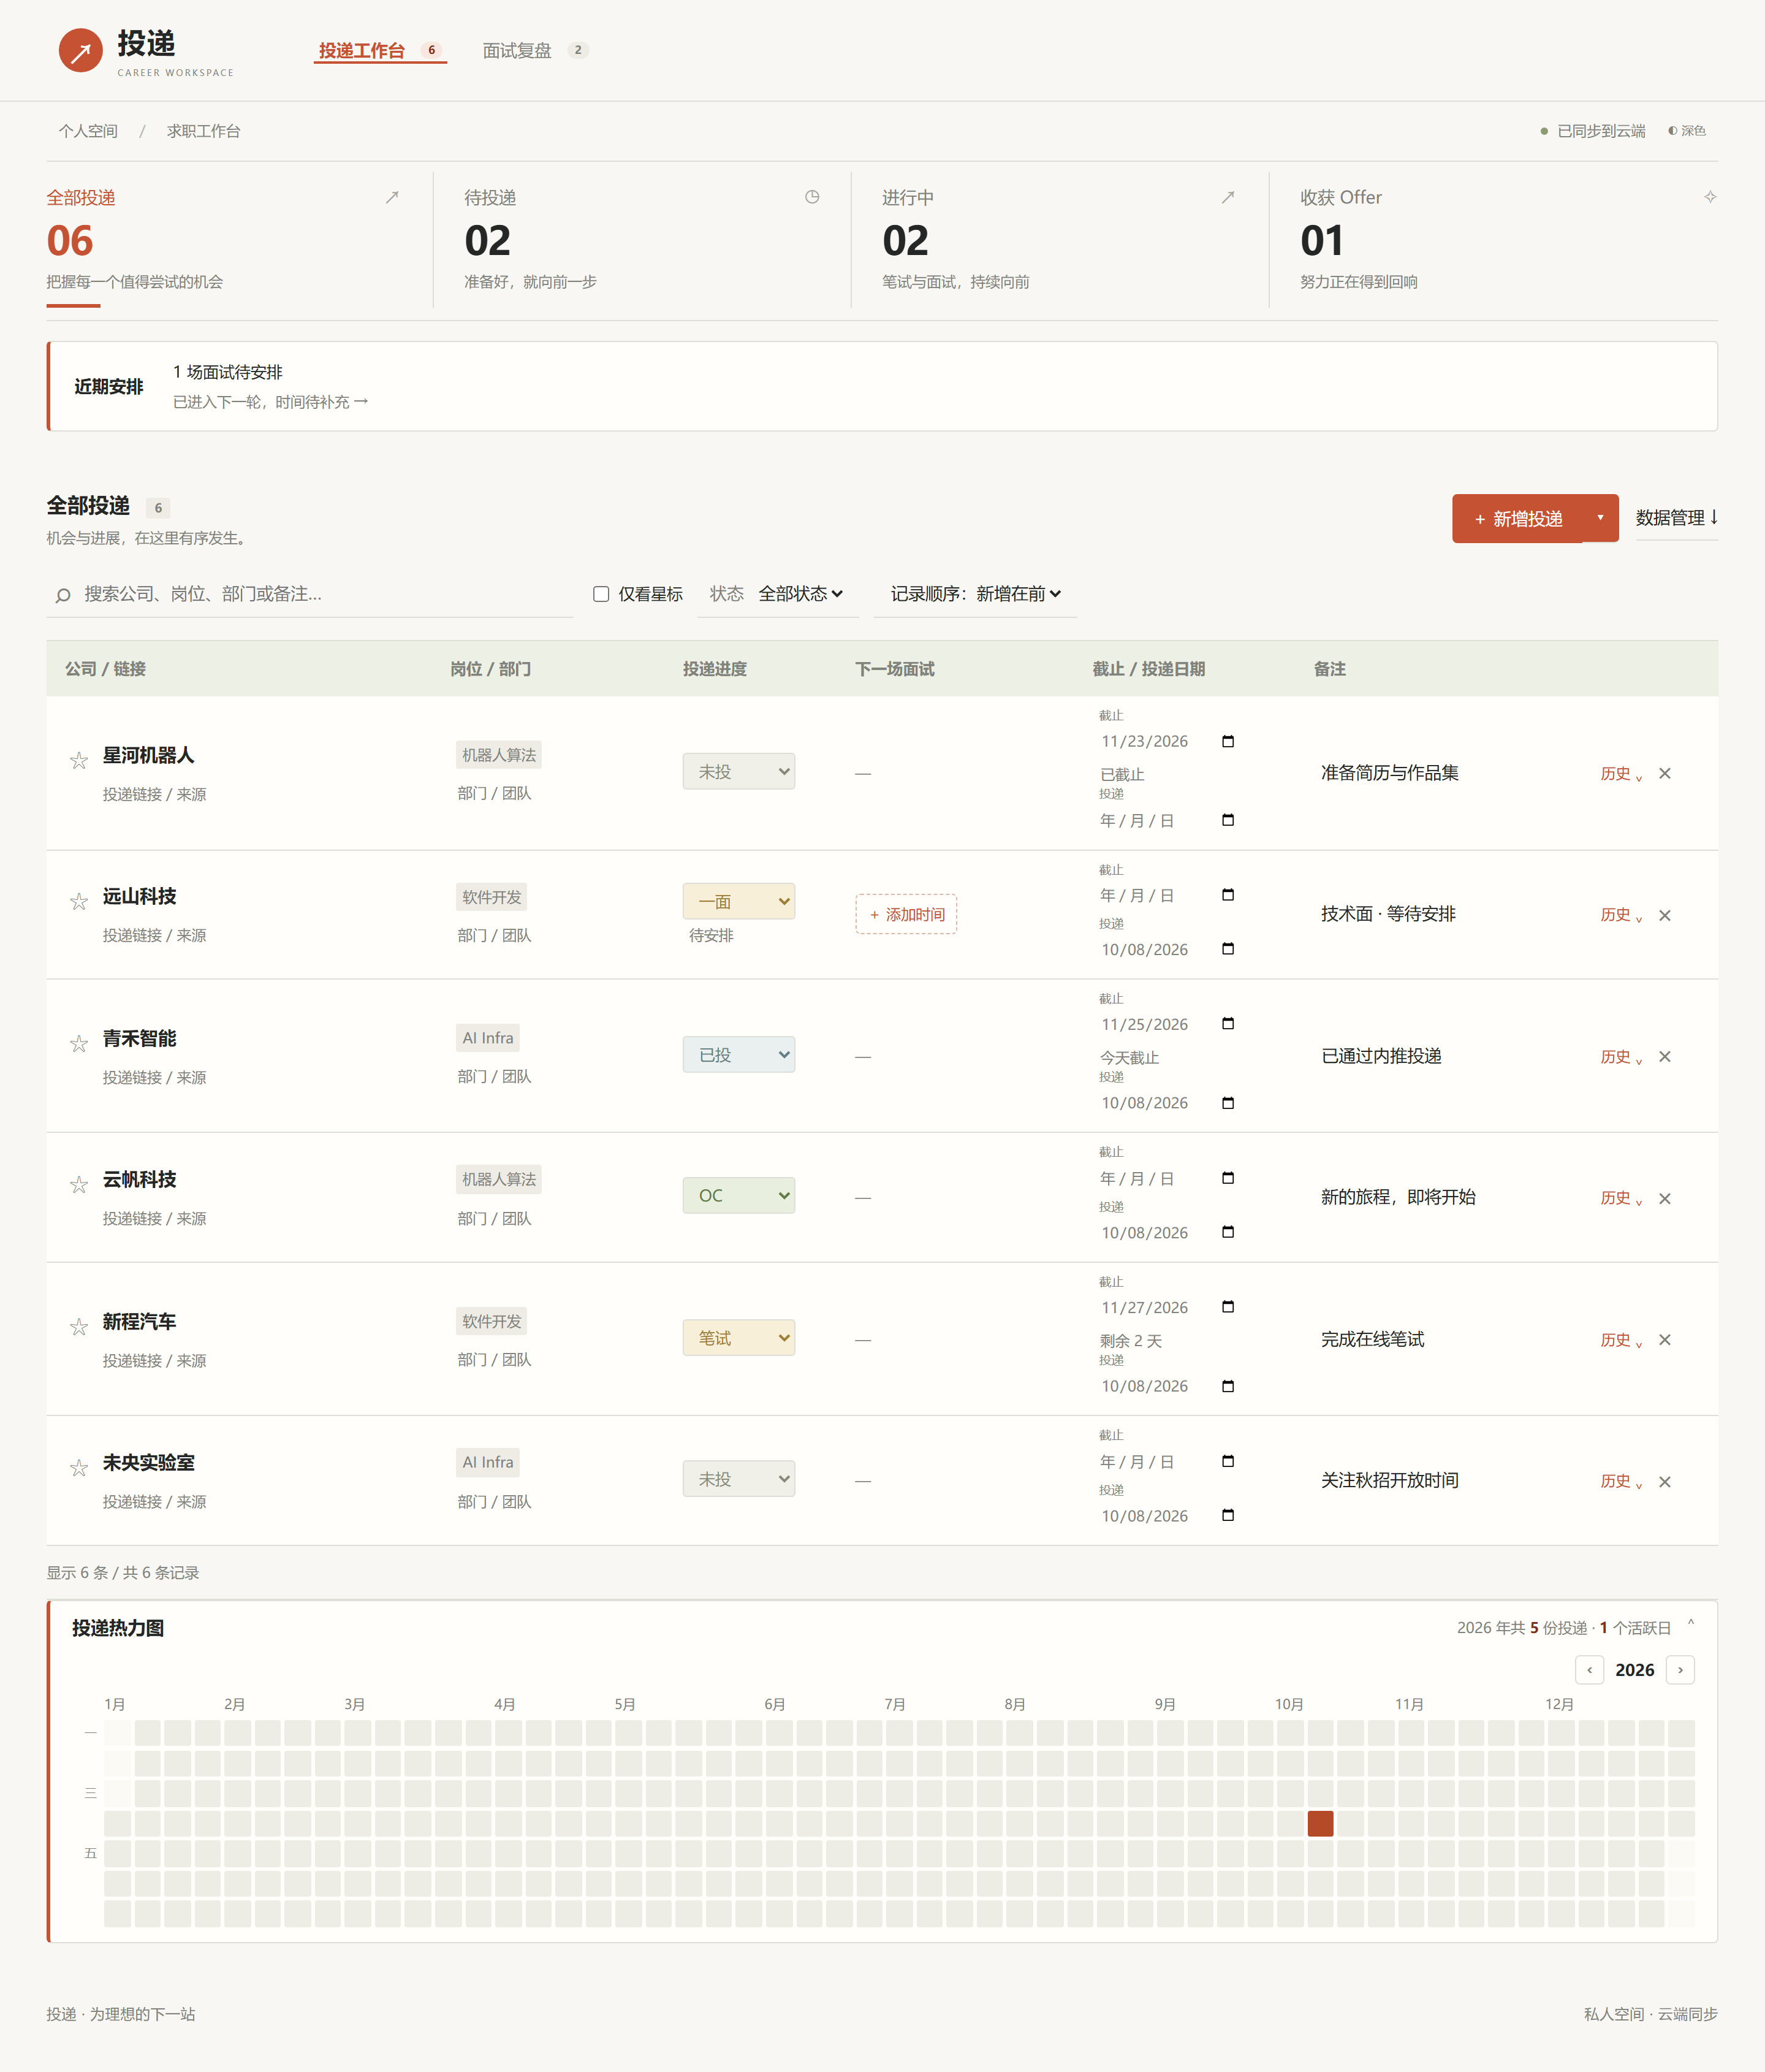 投递
CAREER WORKSPACE
投递工作台 6
面试复盘 2
个人空间 / 求职工作台
已同步到云端
深色
全部投递
06
把握每一个值得尝试的机会
待投递
02
准备好，就向前一步
进行中
02
笔试与面试，持续向前
收获 Offer
01
努力正在得到回响
近期安排
1 场面试待安排
已进入下一轮，时间待补充 →
全部投递 6
机会与进展，在这里有序发生。
+ 新增投递
数据管理 ↓
搜索公司、岗位、部门或备注...
仅看星标
状态 全部状态
记录顺序：新增在前
公司 / 链接 岗位 / 部门 投递进度 下一场面试 截止 / 投递日期 备注
星河机器人
投递链接 / 来源
机器人算法
部门 / 团队
未投
—
截止
11/23/2026
已截止
投递
年 / 月 / 日
准备简历与作品集
历史
远山科技
投递链接 / 来源
软件开发
部门 / 团队
一面
待安排
+ 添加时间
截止
年 / 月 / 日
投递
10/08/2026
技术面 · 等待安排
历史
青禾智能
投递链接 / 来源
AI Infra
部门 / 团队
已投
—
截止
11/25/2026
今天截止
投递
10/08/2026
已通过内推投递
历史
云帆科技
投递链接 / 来源
机器人算法
部门 / 团队
OC
—
截止
年 / 月 / 日
投递
10/08/2026
新的旅程，即将开始
历史
新程汽车
投递链接 / 来源
软件开发
部门 / 团队
笔试
—
截止
11/27/2026
剩余 2 天
投递
10/08/2026
完成在线笔试
历史
未央实验室
投递链接 / 来源
AI Infra
部门 / 团队
未投
—
截止
年 / 月 / 日
投递
10/08/2026
关注秋招开放时间
历史
显示 6 条 / 共 6 条记录
投递热力图
2026 年共 5 份投递 · 1 个活跃日
‹ 2026 ›
1月 2月 3月 4月 5月 6月 7月 8月 9月 10月 11月 12月
一
三
五
投递 · 为理想的下一站
私人空间 · 云端同步